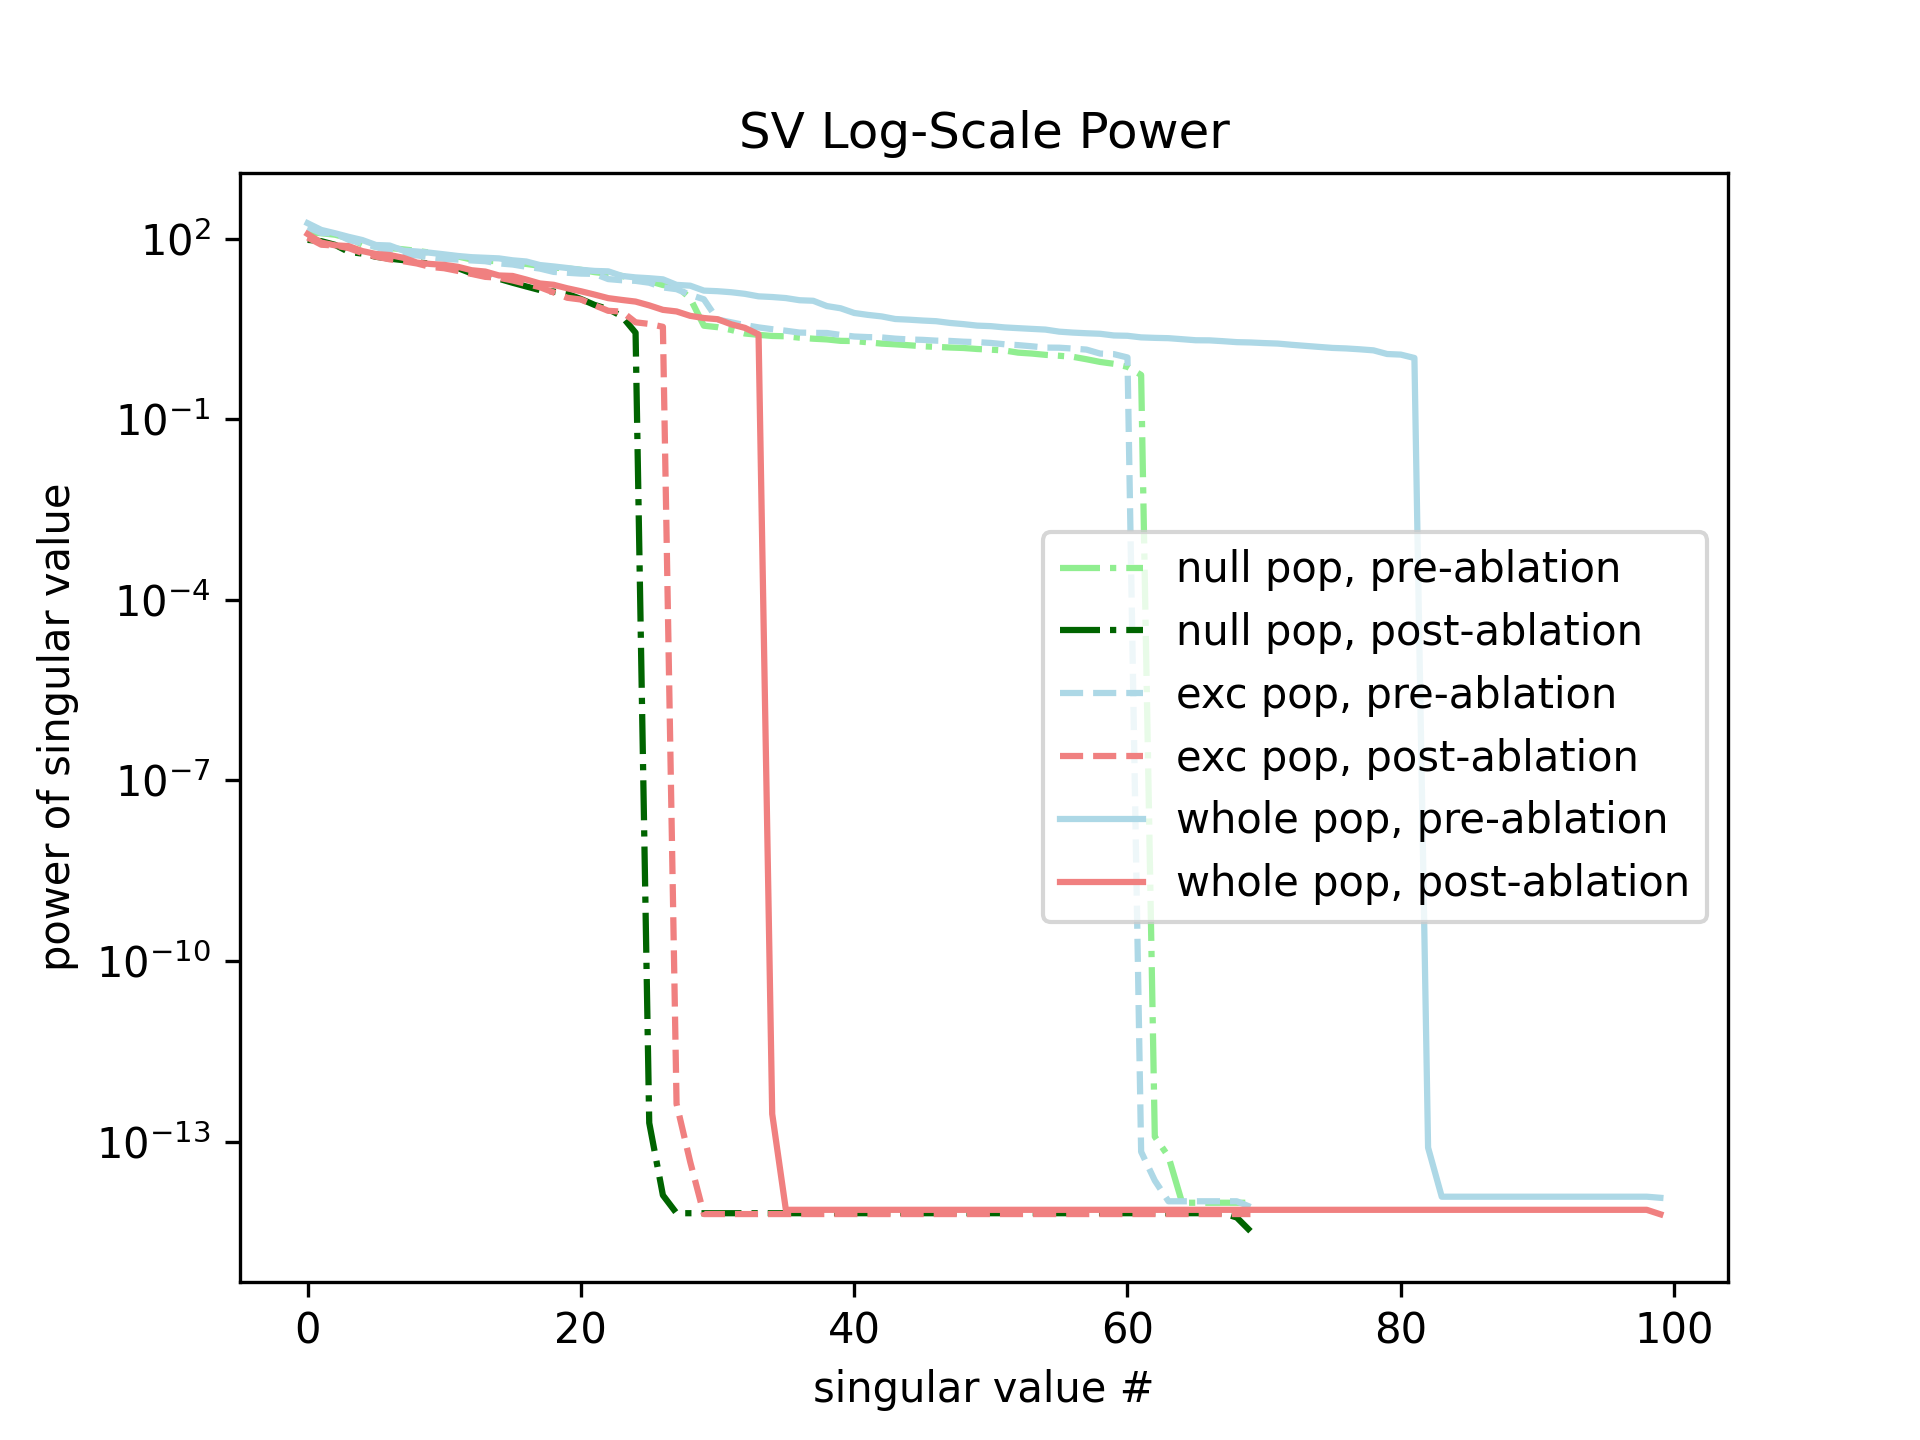 SV Log-Scale Power
power of singular value
10²
10⁻¹
10⁻⁴
10⁻⁷
10⁻¹⁰
10⁻¹³
null pop, pre-ablation
null pop, post-ablation
exc pop, pre-ablation
exc pop, post-ablation
whole pop, pre-ablation
whole pop, post-ablation
0 20 40 60 80 100
singular value #